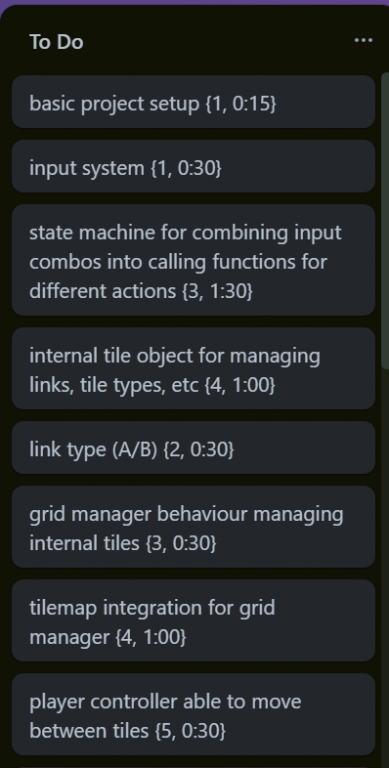 To Do
basic project setup {1, 0:15}
input system {1, 0:30}
state machine for combining input
combos into calling functions for
different actions {3, 1:30}
internal tile object for managing
links, tile types, etc {4, 1:00}
link type (A/B) {2, 0:30}
grid manager behaviour managing
internal tiles {3, 0:30}
tilemap integration for grid
manager {4, 1:00}
player controller able to move
between tiles {5, 0:30}